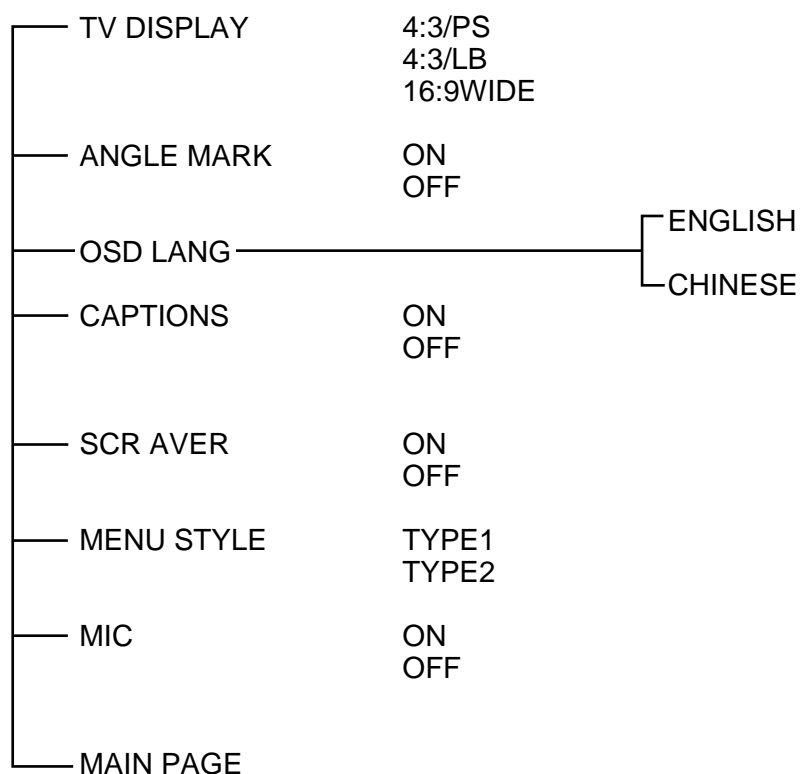 TV DISPLAY 4:3/PS
4:3/LB
16:9WIDE
ANGLE MARK ON
OFF
ENGLISH
OSD LANG
CHINESE
CAPTIONS ON
OFF
SCR AVER ON
OFF
MENU STYLE TYPE1
TYPE2
MIC ON
OFF
MAIN PAGE